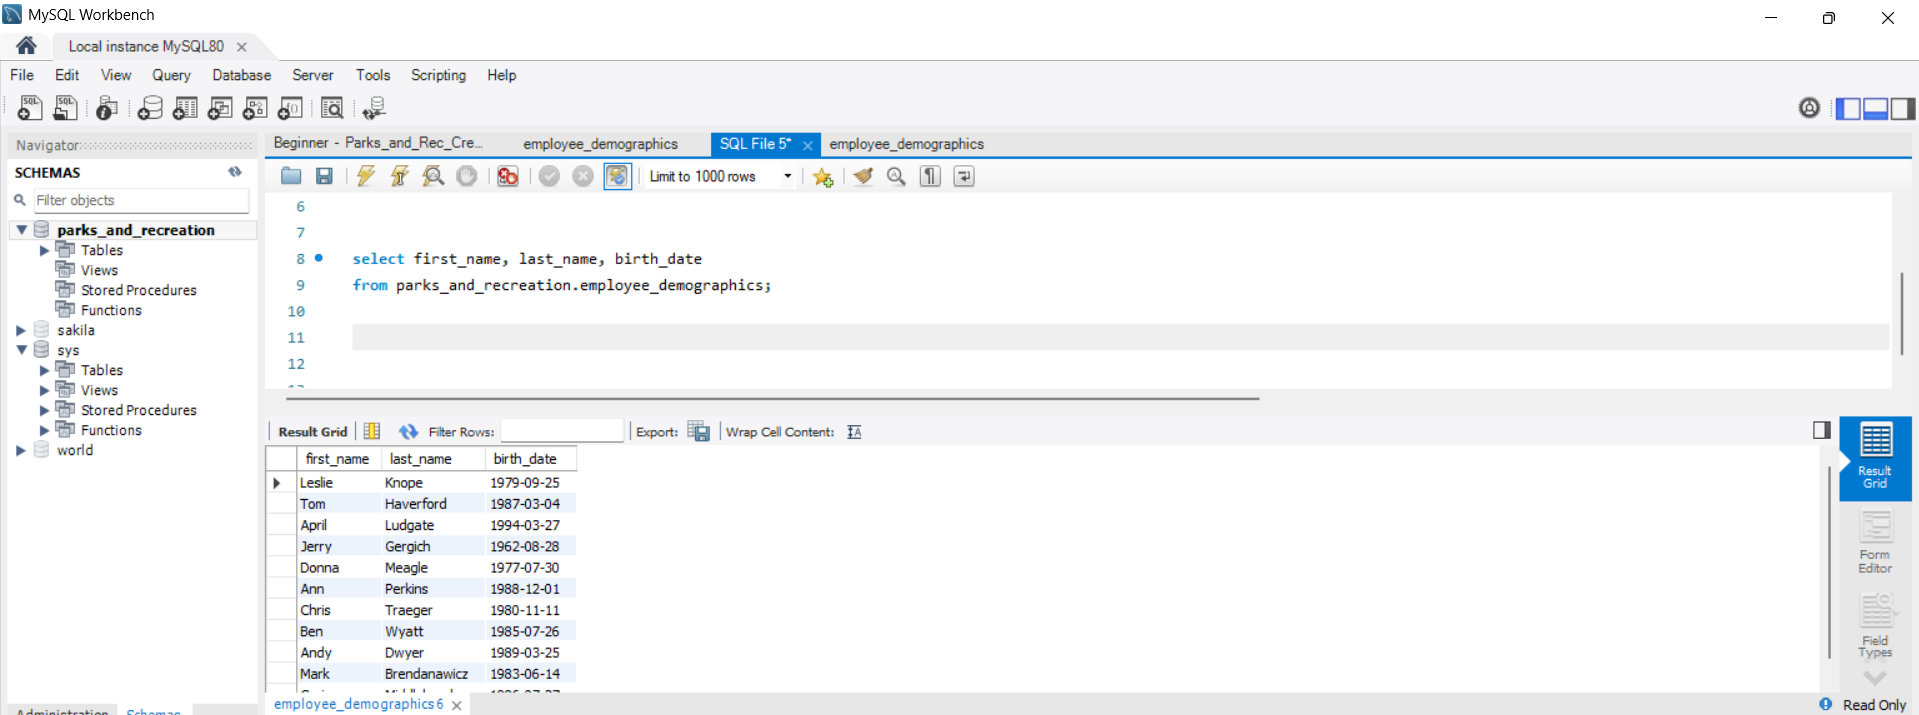 MySQL Workbench
Local instance MySQL80
File Edit View Query Database Server Tools Scripting Help
Navigator
SCHEMAS
Filter objects
parks_and_recreation
Tables
Views
Stored Procedures
Functions
sakila
sys
Tables
Views
Stored Procedures
Functions
world
Administration Schemas
Beginner - Parks_and_Rec_Cre... employee_demographics SQL File 5* employee_demographics
Limit to 1000 rows
6
7
8 select first_name, last_name, birth_date
9 from parks_and_recreation.employee_demographics;
10
11
12
Result Grid Filter Rows: Export: Wrap Cell Content:
first_name last_name birth_date
Leslie Knope 1979-09-25
Tom Haverford 1987-03-04
April Ludgate 1994-03-27
Jerry Gergich 1962-08-28
Donna Meagle 1977-07-30
Ann Perkins 1988-12-01
Chris Traeger 1980-11-11
Ben Wyatt 1985-07-26
Andy Dwyer 1989-03-25
Mark Brendanawicz 1983-06-14
Result
Grid
Form
Editor
Field
Types
employee_demographics 6
Read Only